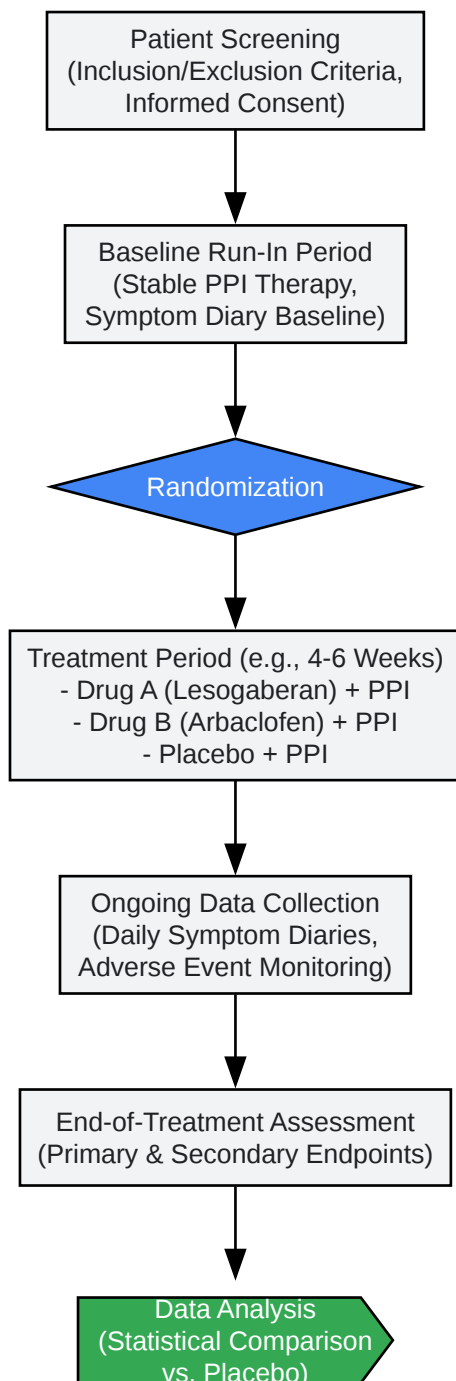 Patient Screening
(Inclusion/Exclusion Criteria,
Informed Consent)
Baseline Run-In Period
(Stable PPI Therapy,
Symptom Diary Baseline)
Randomization
Treatment Period (e.g., 4-6 Weeks)
- Drug A (Lesogaberan) + PPI
- Drug B (Arbaclofen) + PPI
- Placebo + PPI
Ongoing Data Collection
(Daily Symptom Diaries,
Adverse Event Monitoring)
End-of-Treatment Assessment
(Primary & Secondary Endpoints)
Data Analysis
(Statistical Comparison
vs. Placebo)